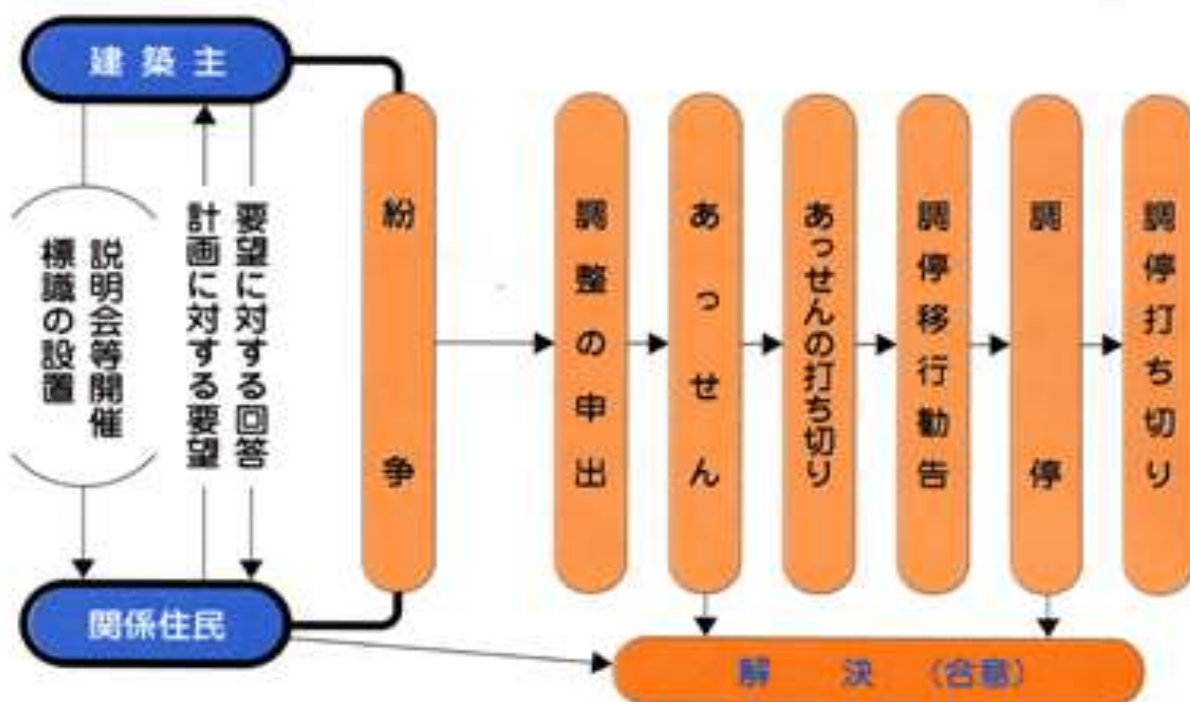 建築主
説明会等開催
標識の設置
要望に対する回答
計画に対する要望
関係住民
紛争
調整の申出
あっせん
あっせんの打ち切り
調停移行勧告
調停
調停打ち切り
解決（合意）